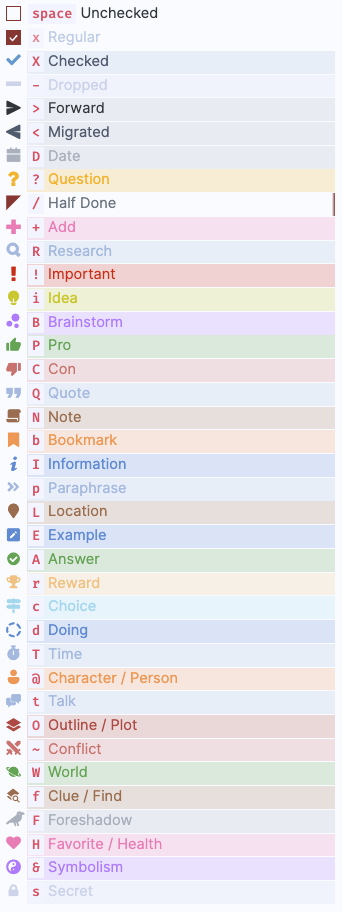 space Unchecked
x Regular
X Checked
- Dropped
> Forward
< Migrated
D Date
? Question
/ Half Done
+ Add
R Research
! Important
i Idea
B Brainstorm
P Pro
C Con
Q Quote
N Note
b Bookmark
I Information
p Paraphrase
L Location
E Example
A Answer
r Reward
c Choice
d Doing
T Time
@ Character / Person
t Talk
O Outline / Plot
~ Conflict
W World
f Clue / Find
F Foreshadow
H Favorite / Health
& Symbolism
s Secret